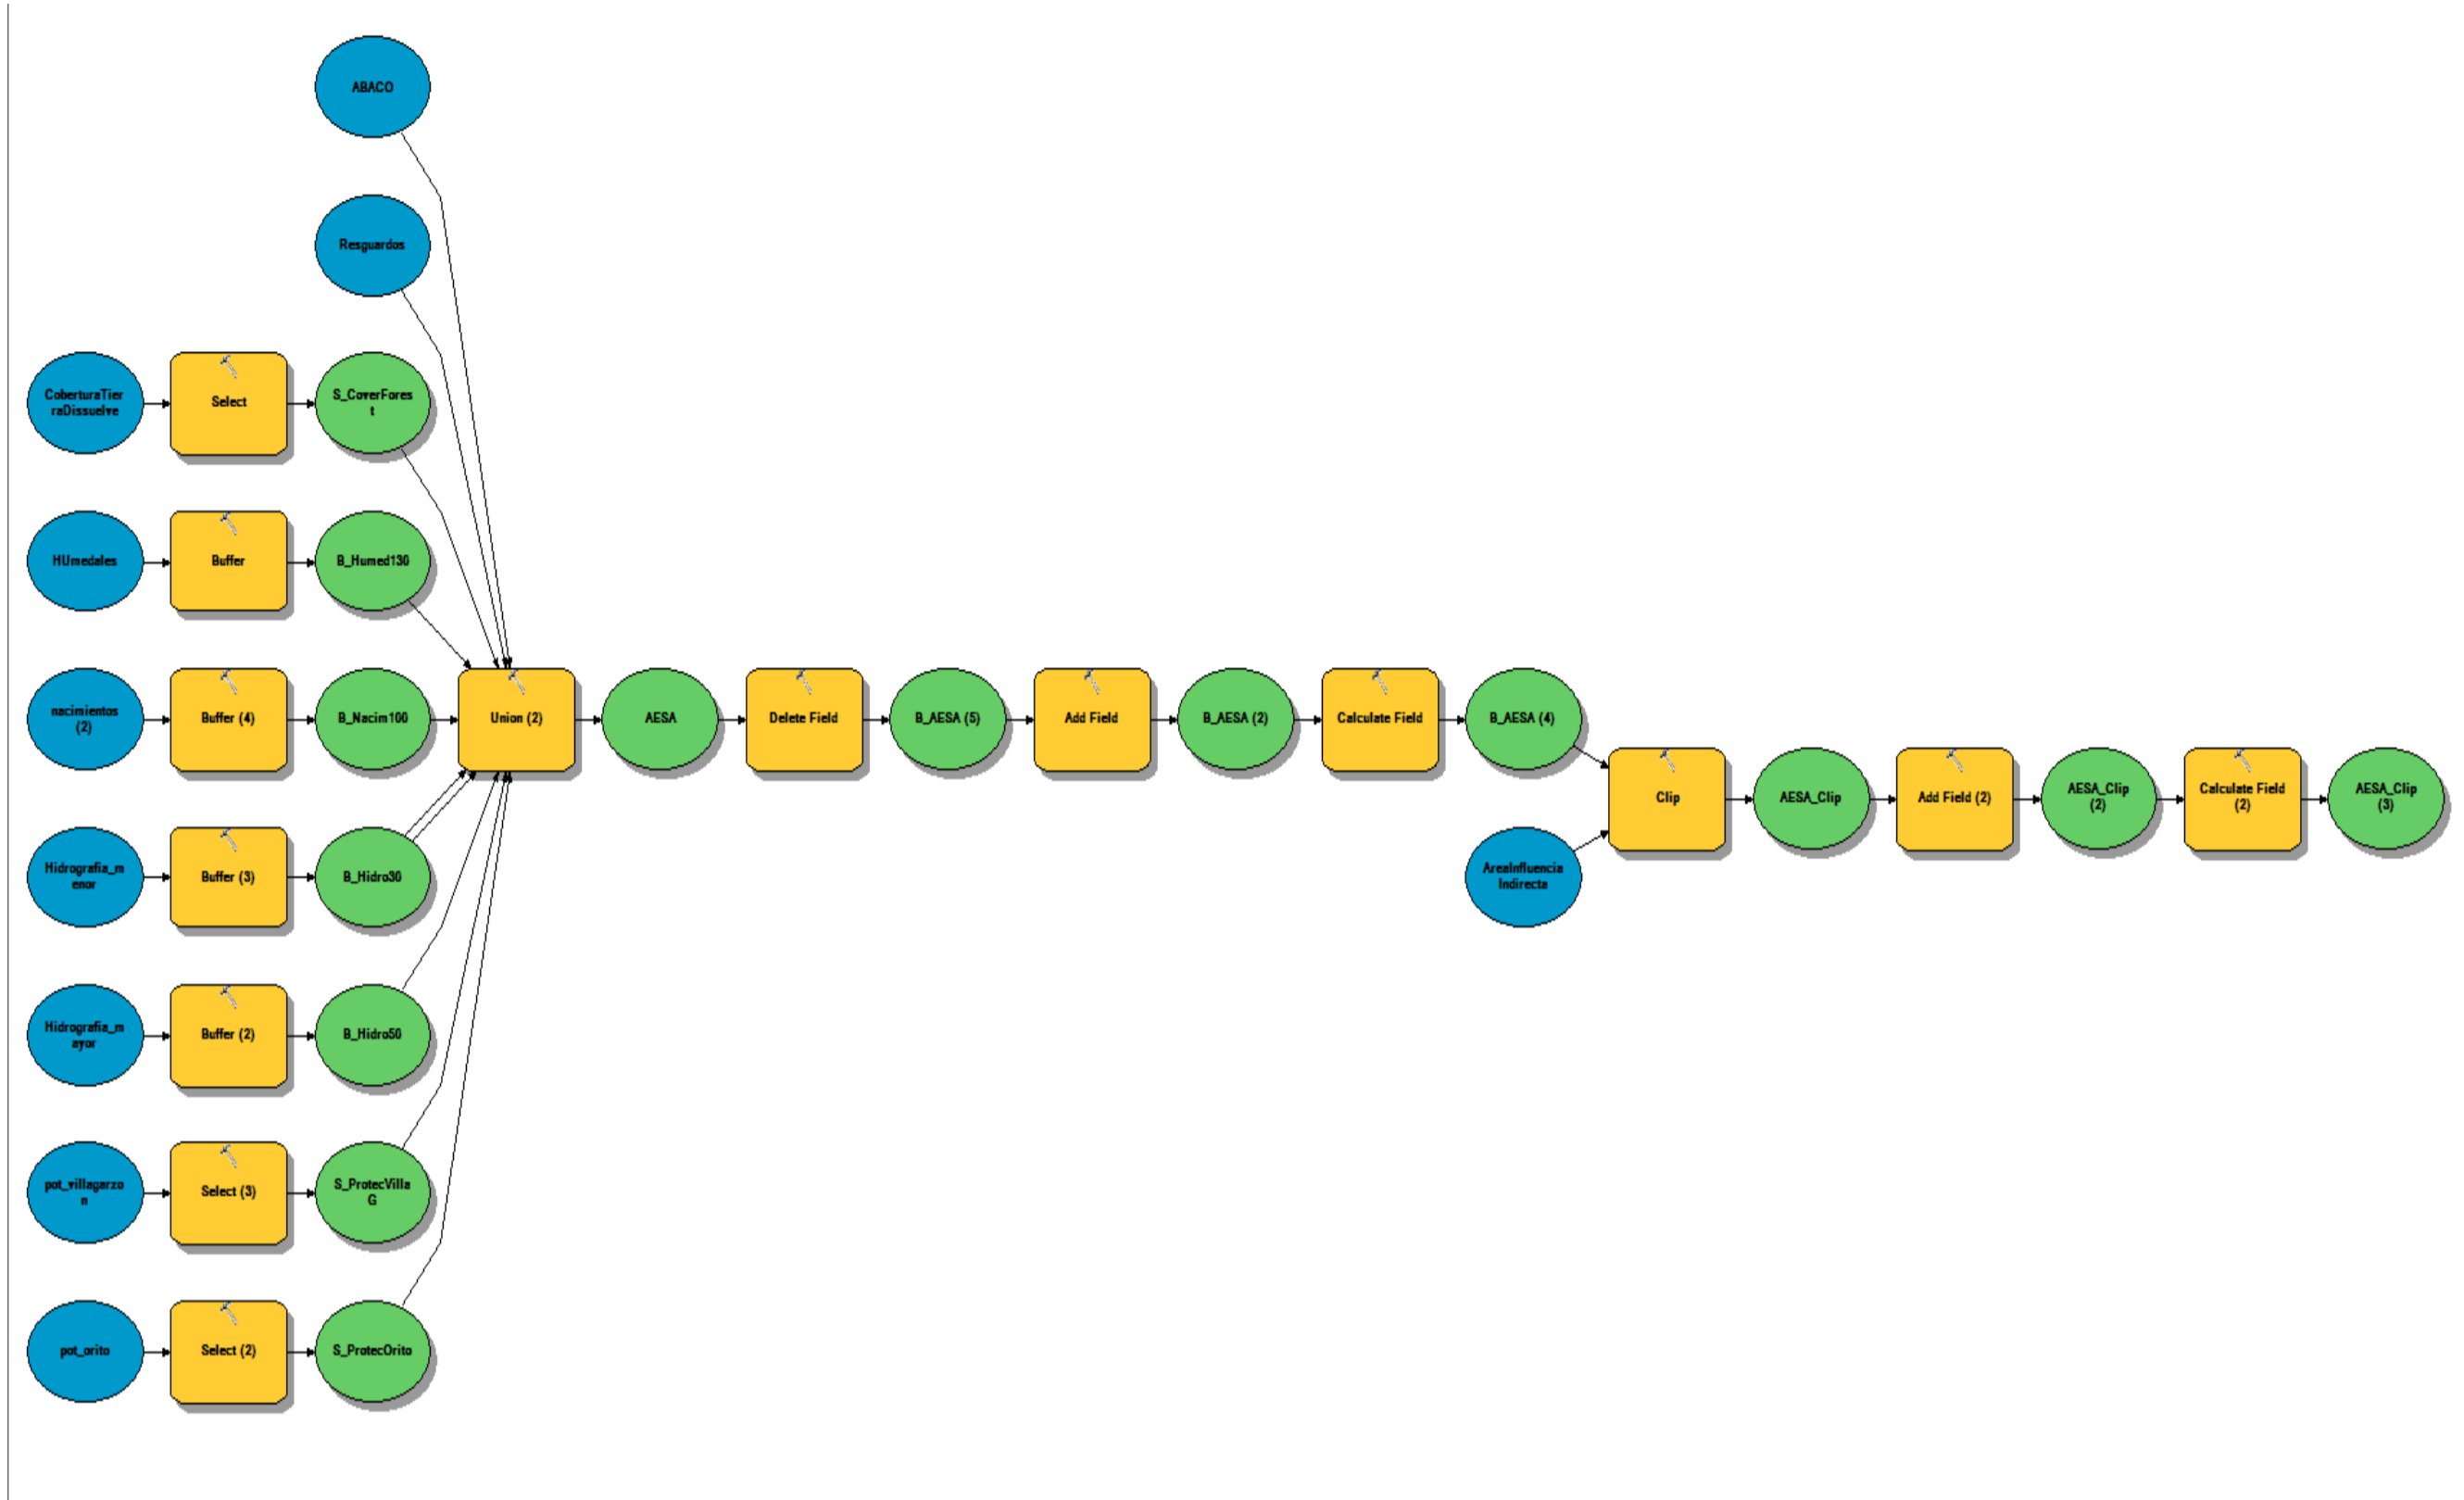 ABACO
Resguardos
CoberturaTier
raDissuelve
Select
S_CoverFores
t
HUmedales
Buffer
B_Humed130
nacimientos
(2)
Buffer (4)
B_Nacim100
Union (2)
AESA
Delete Field
B_AESA (5)
Add Field
B_AESA (2)
Calculate Field
B_AESA (4)
Clip
AESA_Clip
Add Field (2)
AESA_Clip
(2)
Calculate Field
(2)
AESA_Clip
(3)
Hidrografia_m
enor
Buffer (3)
B_Hidro30
AreaInfluencia
Indirecta
Hidrografia_m
ayor
Buffer (2)
B_Hidro50
pot_villagarzo
n
Select (3)
S_ProtecVilla
G
pot_orito
Select (2)
S_ProtecOrito